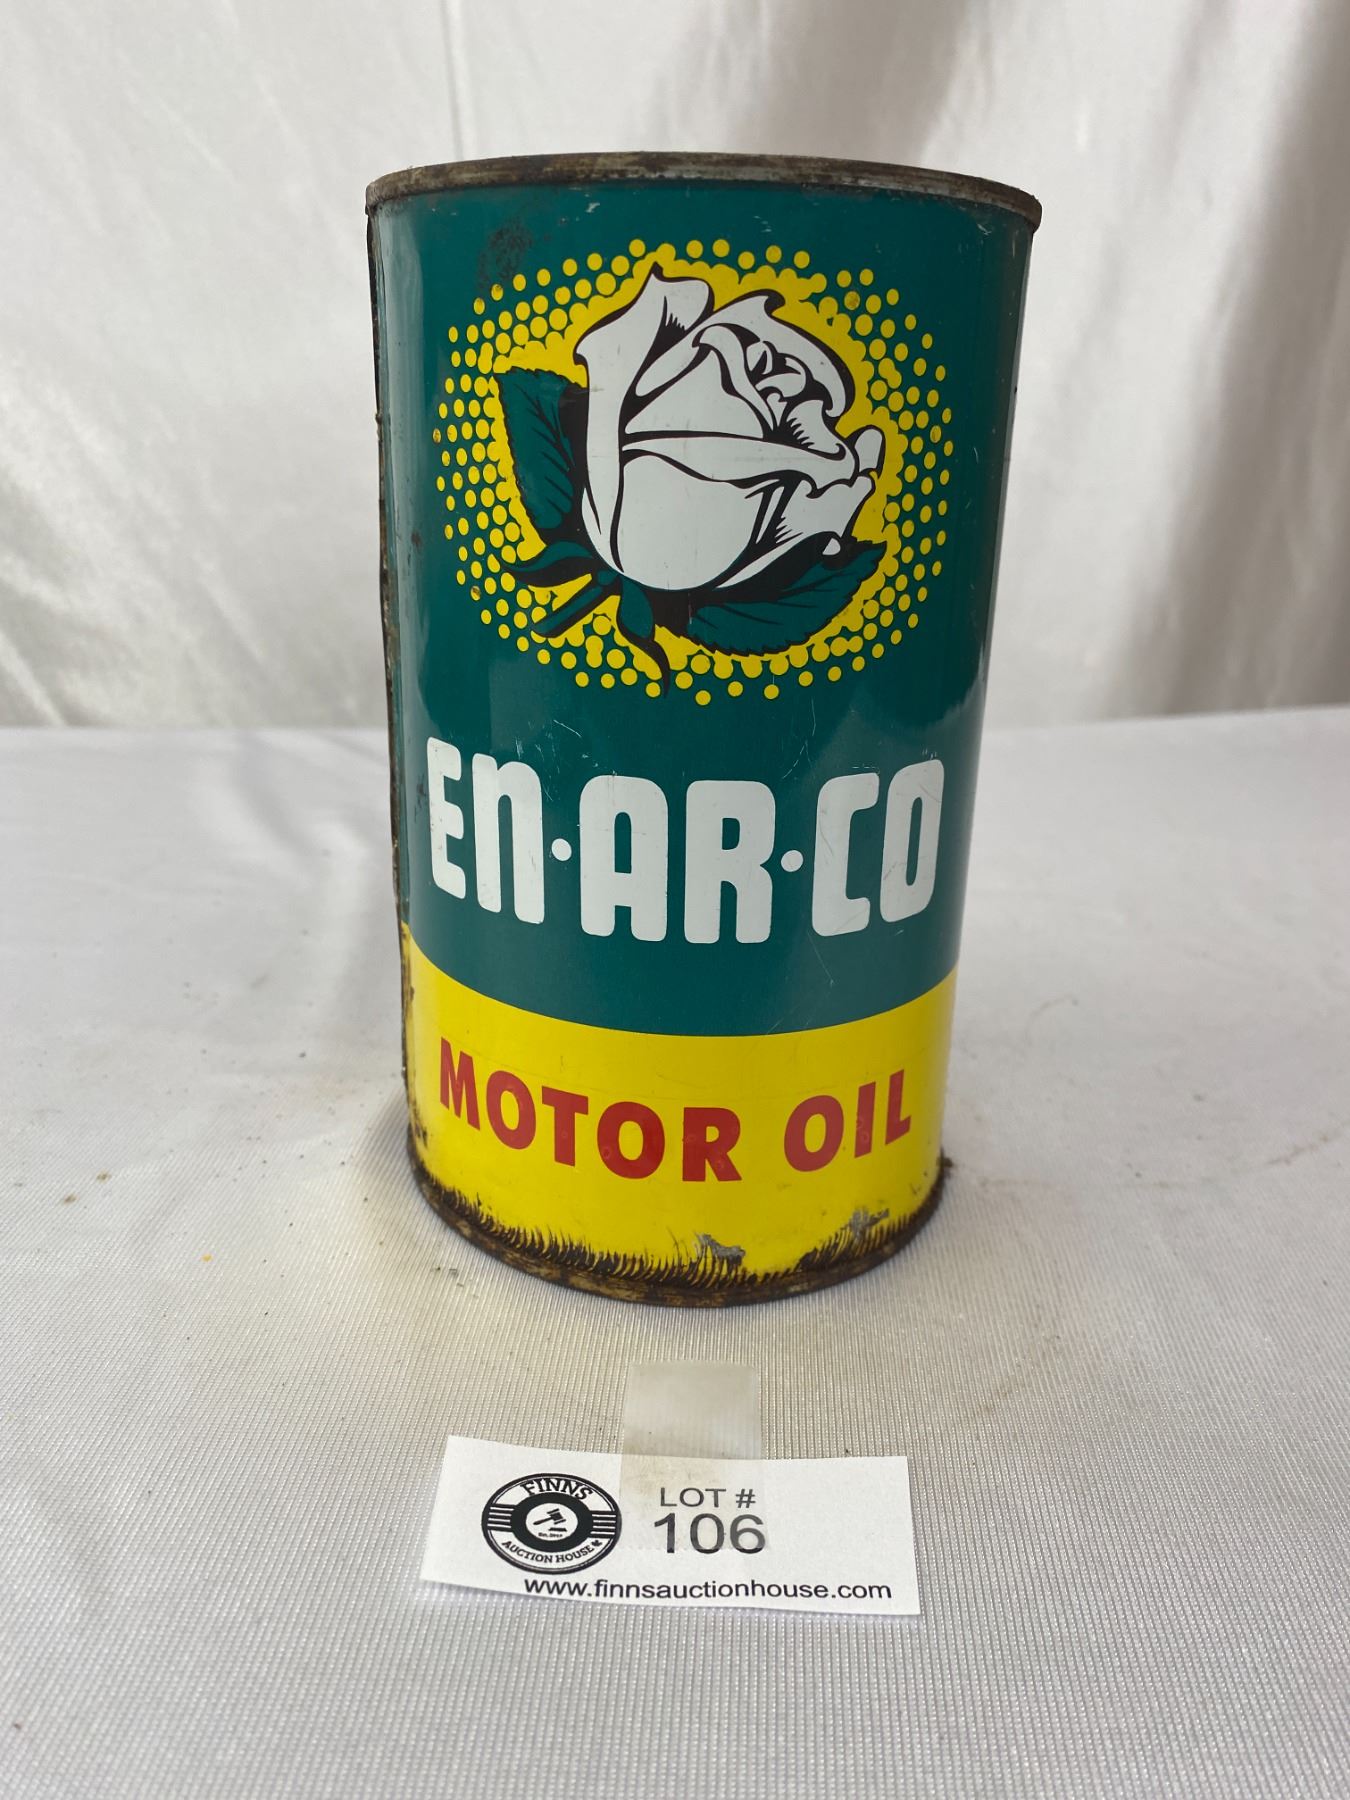 EN·AR·CO
MOTOR OIL
FINNS
AUCTION HOUSE
LOT #
106
www.finnsauctionhouse.com